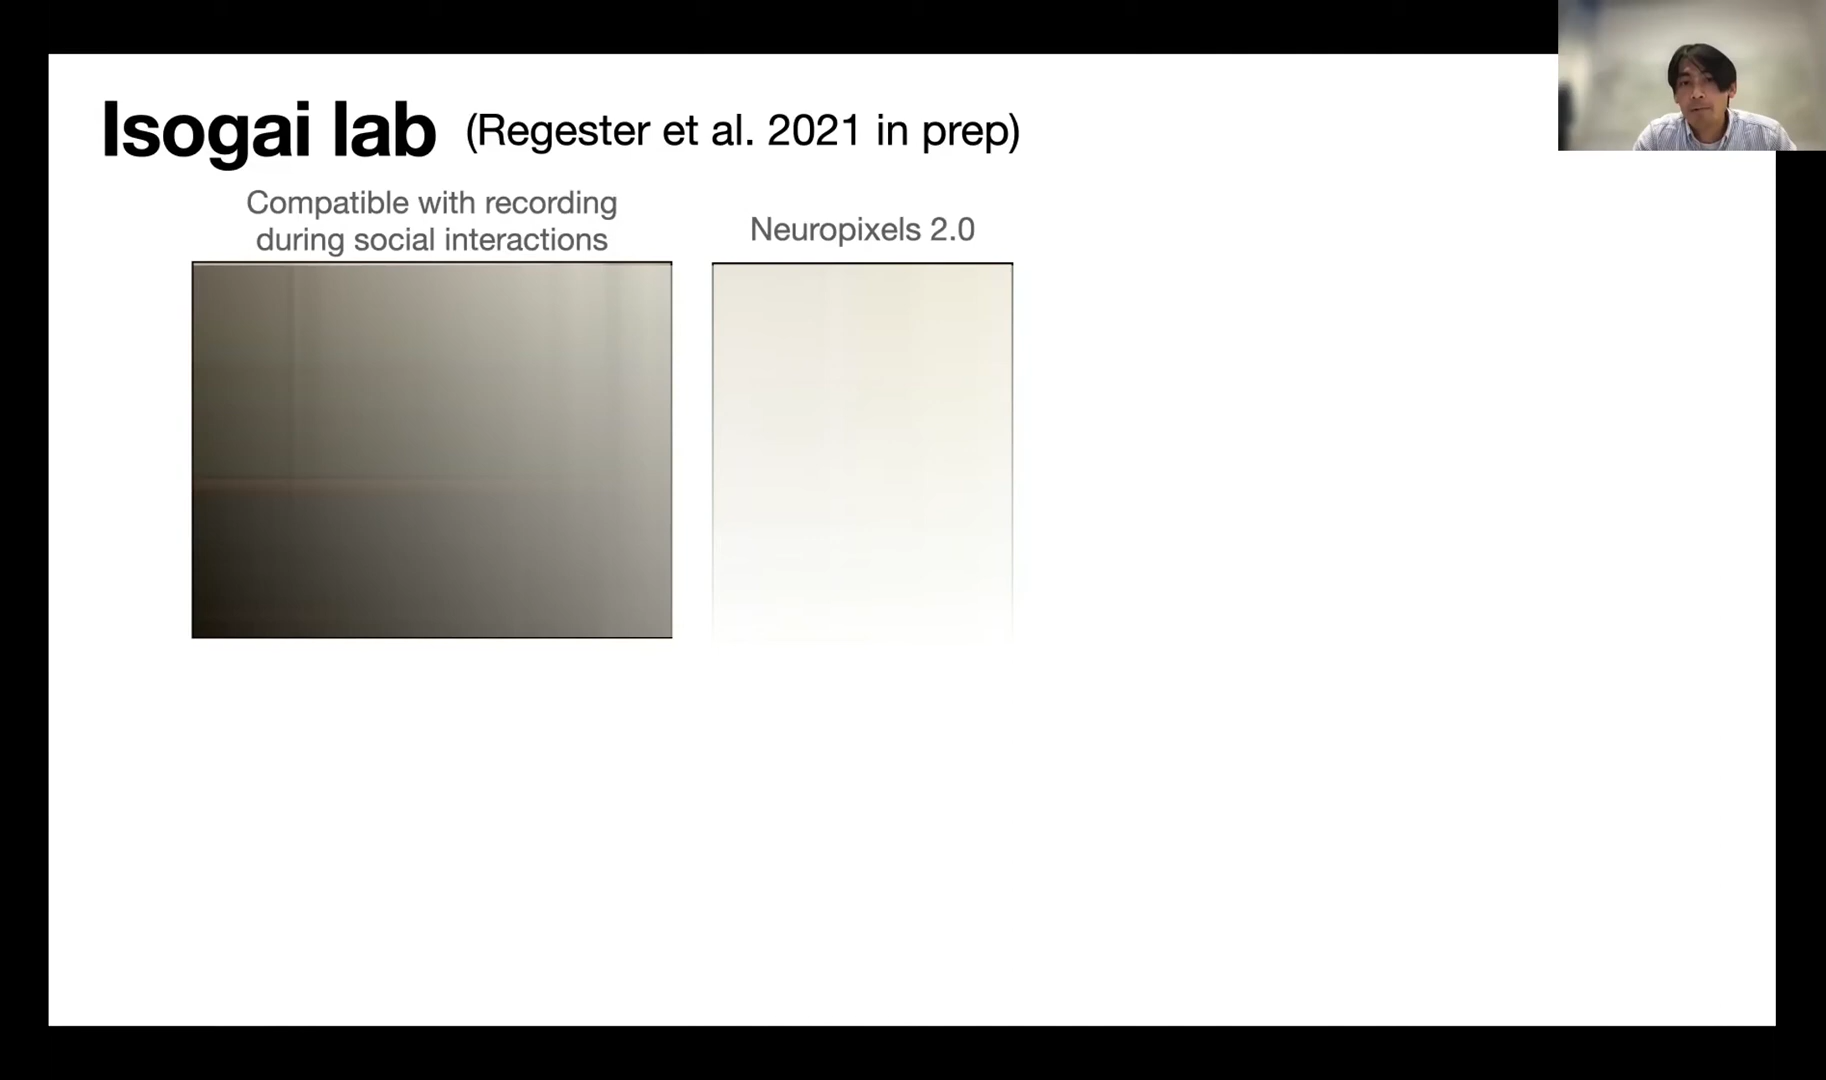 Isogai lab (Regester et al. 2021 in prep)
Compatible with recording
during social interactions
Neuropixels 2.0